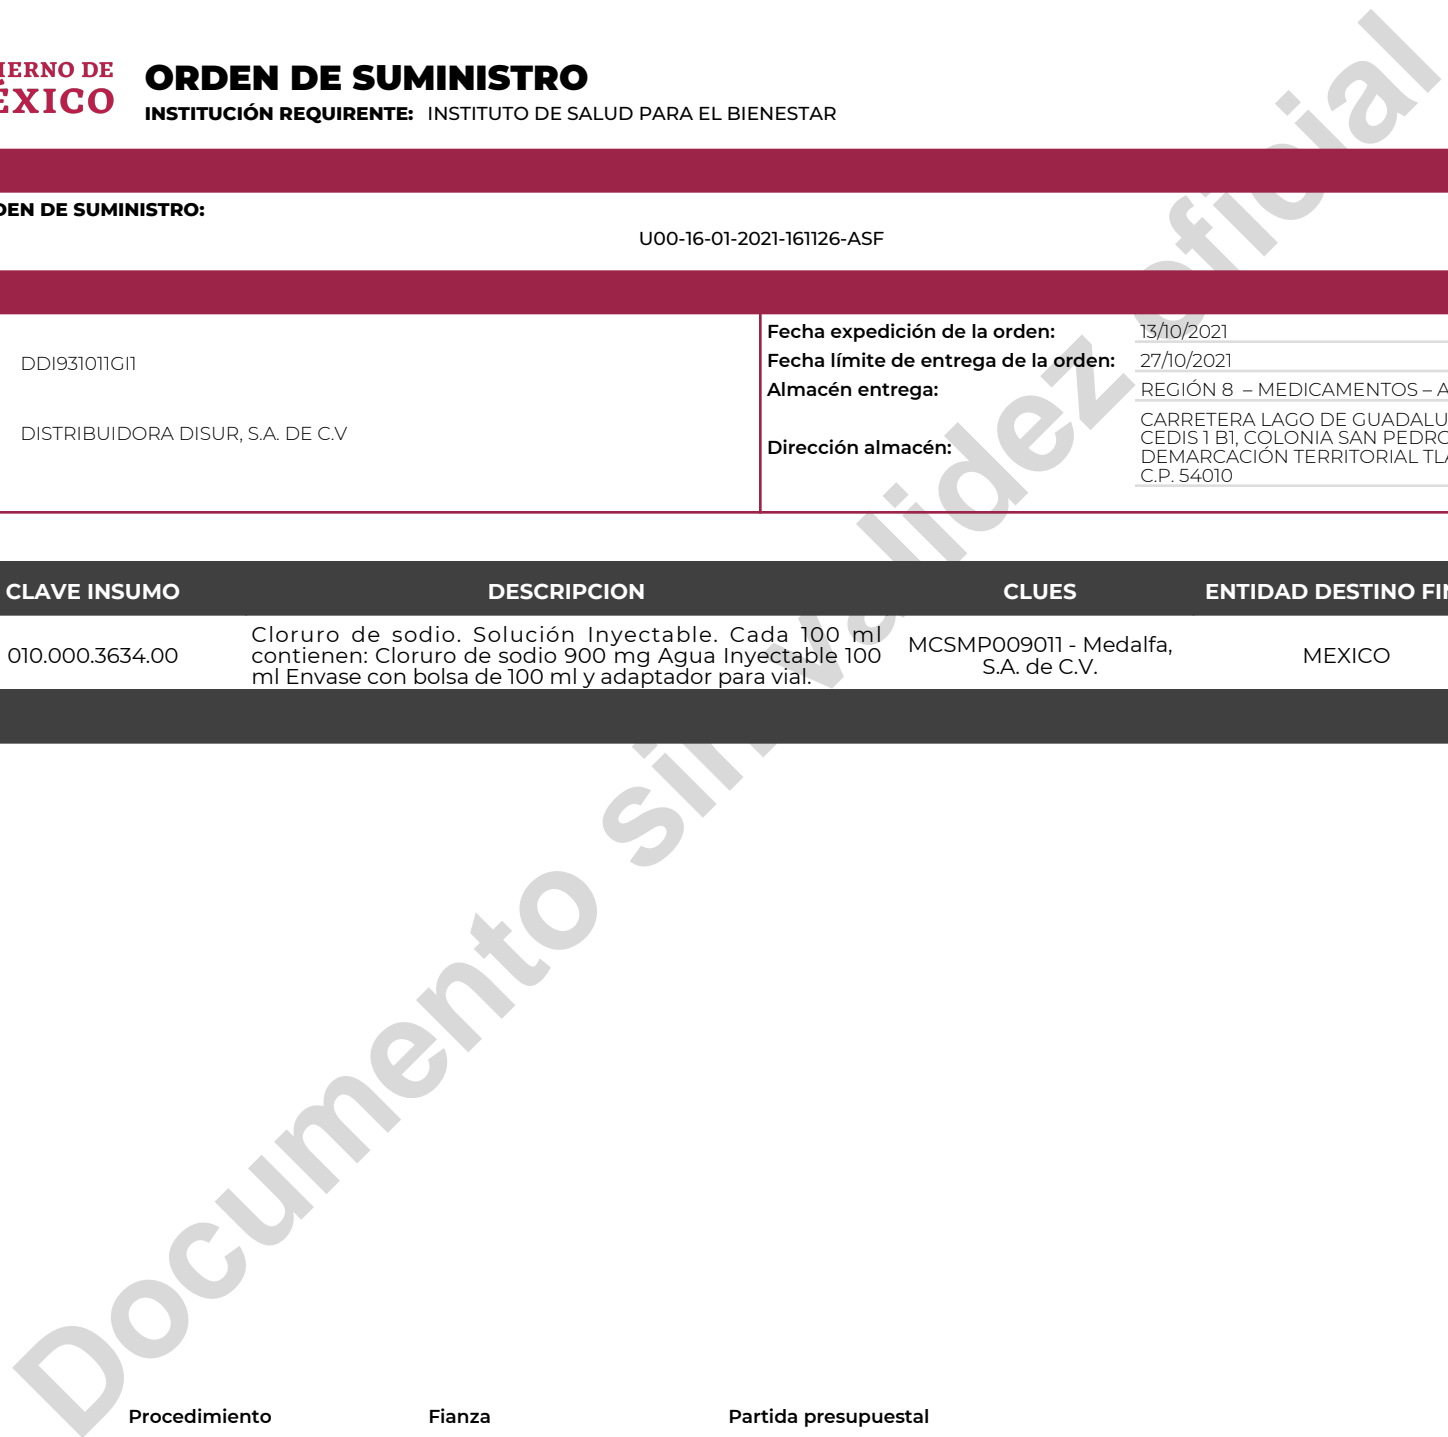 IERNO DE
ÉXICO
ORDEN DE SUMINISTRO
INSTITUCIÓN REQUIRENTE: INSTITUTO DE SALUD PARA EL BIENESTAR
DEN DE SUMINISTRO:
U00-16-01-2021-161126-ASF
DDI931011GI1
DISTRIBUIDORA DISUR, S.A. DE C.V
Fecha expedición de la orden: 13/10/2021
Fecha límite de entrega de la orden: 27/10/2021
Almacén entrega: REGIÓN 8 – MEDICAMENTOS – A
Dirección almacén:
CARRETERA LAGO DE GUADALU
CEDIS 1 B1, COLONIA SAN PEDRO
DEMARCACIÓN TERRITORIAL TLA
C.P. 54010
CLAVE INSUMO DESCRIPCION CLUES ENTIDAD DESTINO FIN
010.000.3634.00
Cloruro de sodio. Solución Inyectable. Cada 100 ml
contienen: Cloruro de sodio 900 mg Agua Inyectable 100
ml Envase con bolsa de 100 ml y adaptador para vial.
MCSMP009011 - Medalfa,
S.A. de C.V.
MEXICO
Documento sin validez oficial
Procedimiento Fianza Partida presupuestal